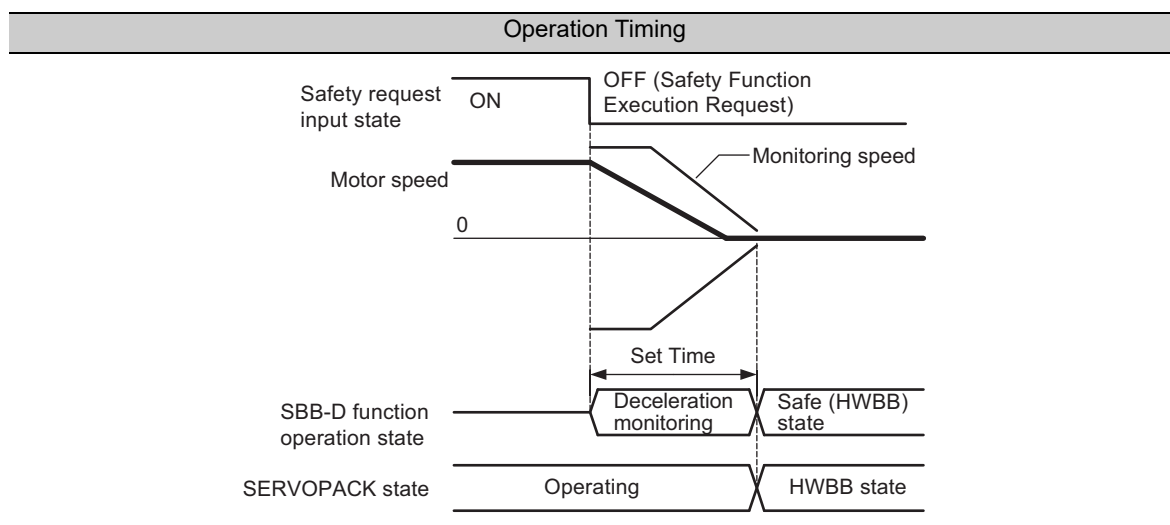 Operation Timing
Safety request
input state
ON
OFF (Safety Function
Execution Request)
Monitoring speed
Motor speed
0
Set Time
SBB-D function
operation state
Deceleration
monitoring
Safe (HWBB)
state
SERVOPACK state
Operating
HWBB state